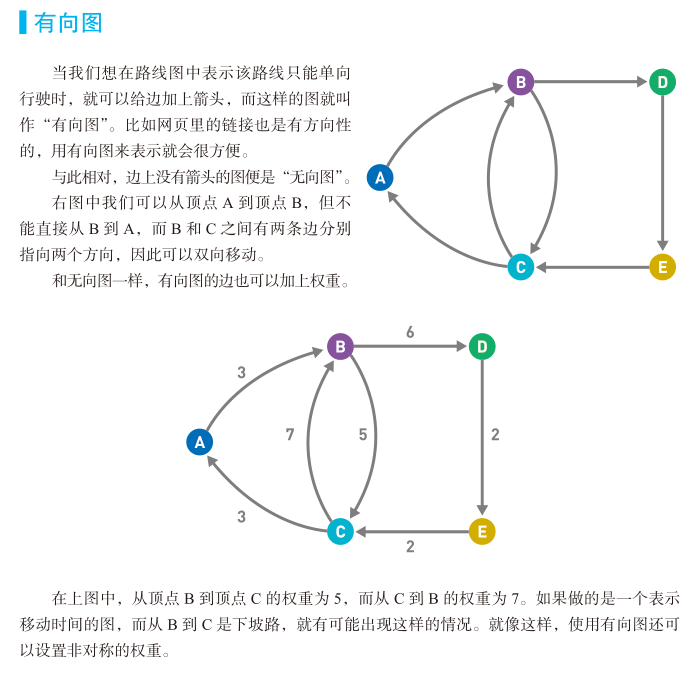 有向图
当我们想在路线图中表示该路线只能单向
行驶时，就可以给边加上箭头，而这样的图就叫
作“有向图”。比如网页里的链接也是有方向性
的，用有向图来表示就会很方便。
与此相对，边上没有箭头的图便是“无向图”。
右图中我们可以从顶点 A 到顶点 B，但不
能直接从 B 到 A，而 B 和 C 之间有两条边分别
指向两个方向，因此可以双向移动。
和无向图一样，有向图的边也可以加上权重。
B
D
A
C
E
B
6
D
3
A
7
5
2
3
C
2
E
在上图中，从顶点 B 到顶点 C 的权重为 5，而从 C 到 B 的权重为 7。如果做的是一个表示
移动时间的图，而从 B 到 C 是下坡路，就有可能出现这样的情况。就像这样，使用有向图还可
以设置非对称的权重。